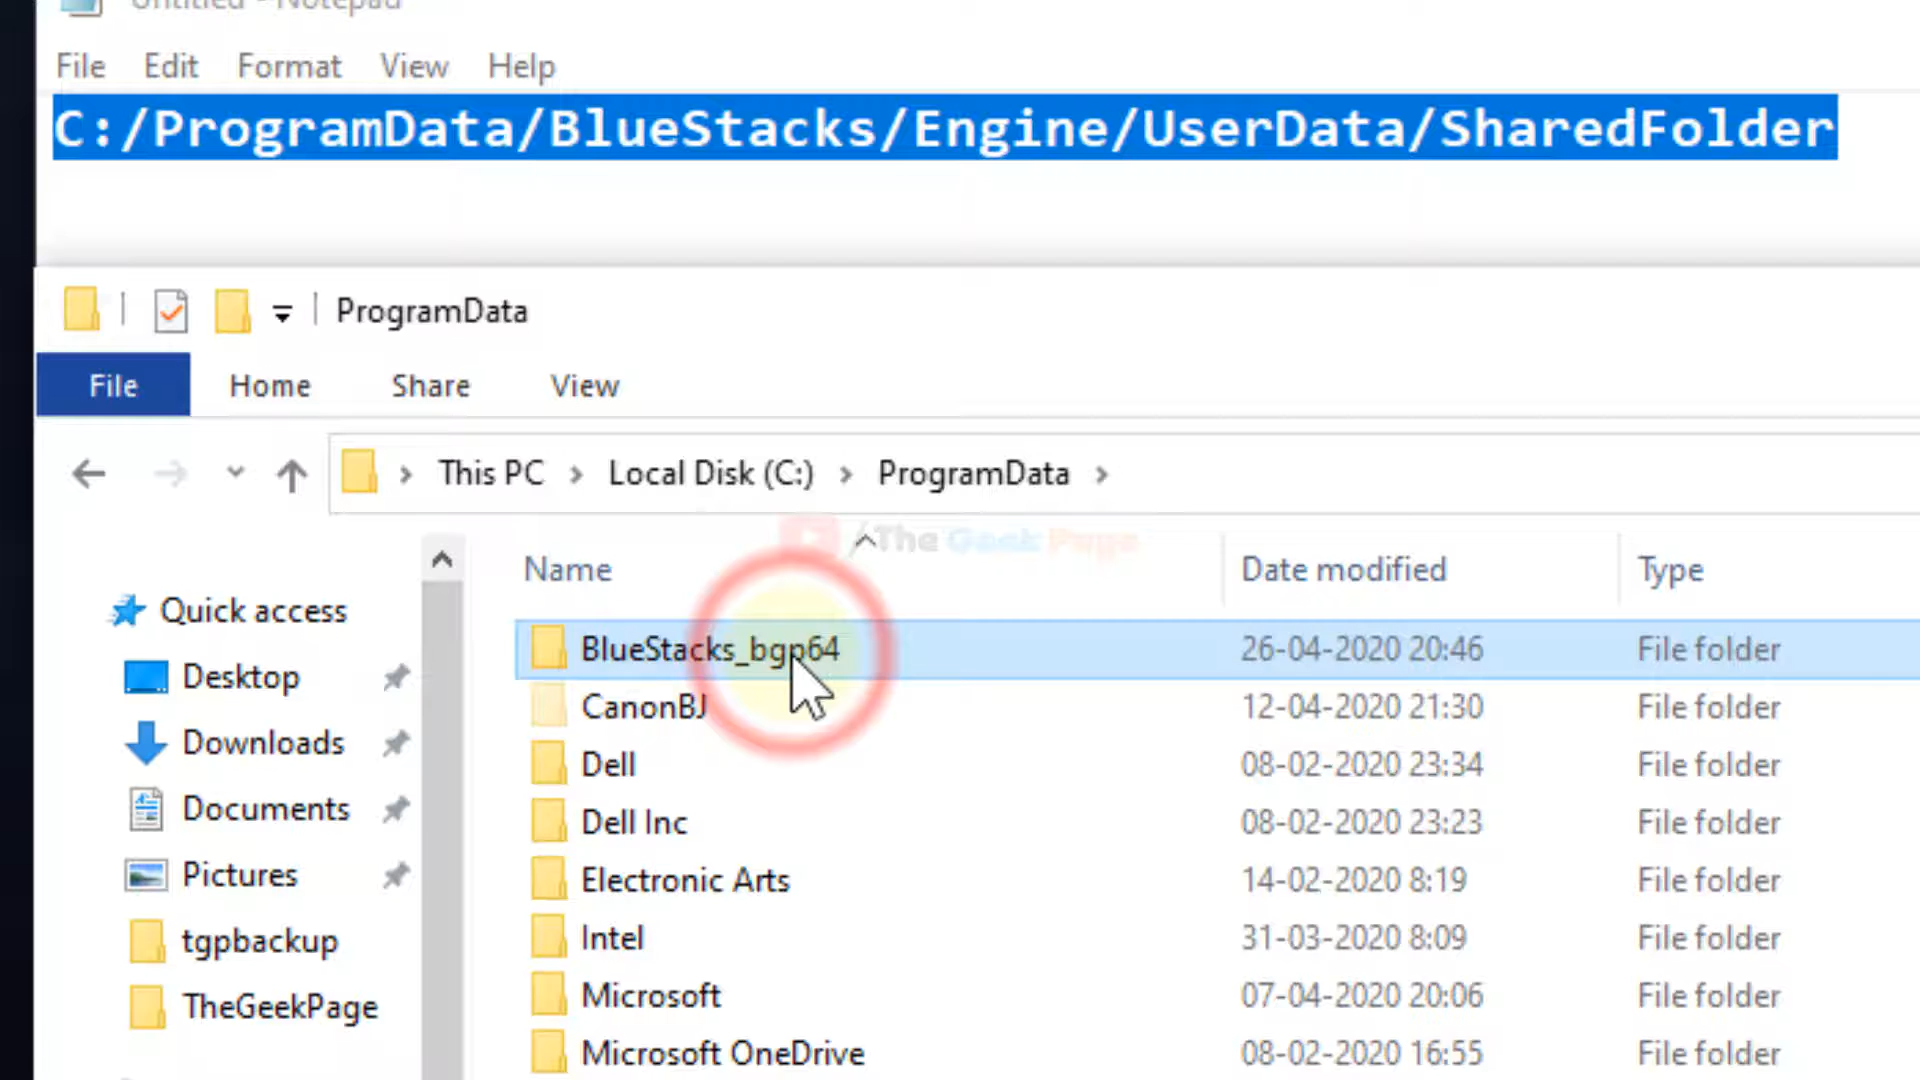 Untitled - Notepad
File Edit Format View Help
C:/ProgramData/BlueStacks/Engine/UserData/SharedFolder
ProgramData
File Home Share View
This PC Local Disk (C:) ProgramData
/The Geek Page
Name Date modified Type
Quick access
Desktop
Downloads
Documents
Pictures
tgpbackup
TheGeekPage
BlueStacks_bgp64 26-04-2020 20:46 File folder
CanonBJ 12-04-2020 21:30 File folder
Dell 08-02-2020 23:34 File folder
Dell Inc 08-02-2020 23:23 File folder
Electronic Arts 14-02-2020 8:19 File folder
Intel 31-03-2020 8:09 File folder
Microsoft 07-04-2020 20:06 File folder
Microsoft OneDrive 08-02-2020 16:55 File folder